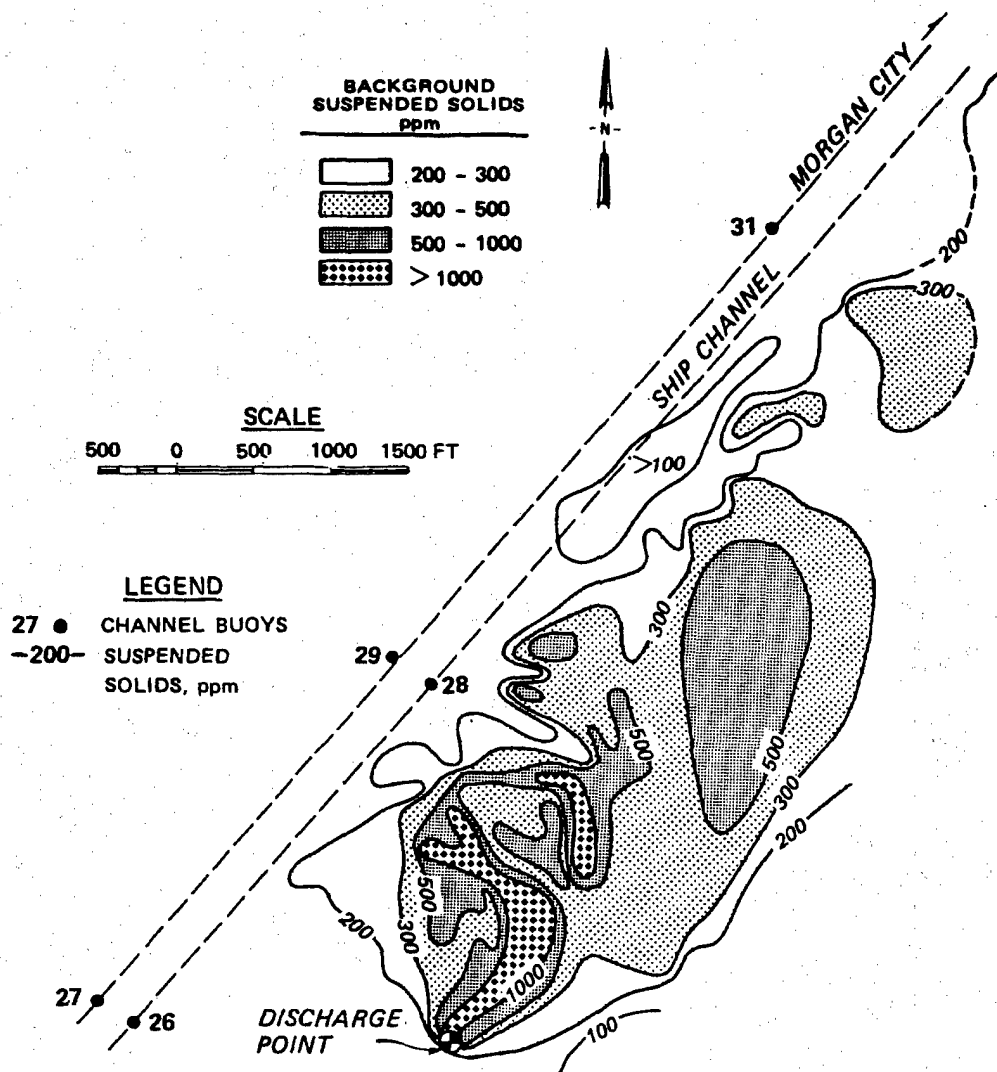 MORGAN CITY
BACKGROUND
SUSPENDED SOLIDS
ppm
200 - 300
300 - 500
500 - 1000
> 1000
-N-
31
200
300
SHIP CHANNEL
SCALE
500 0 500 1000 1500 FT
>100
LEGEND
27 ● CHANNEL BUOYS
-200- SUSPENDED
SOLIDS, ppm
300
29
28
500
500
300
200
500
200
300
1000
27
26
DISCHARGE
POINT
100